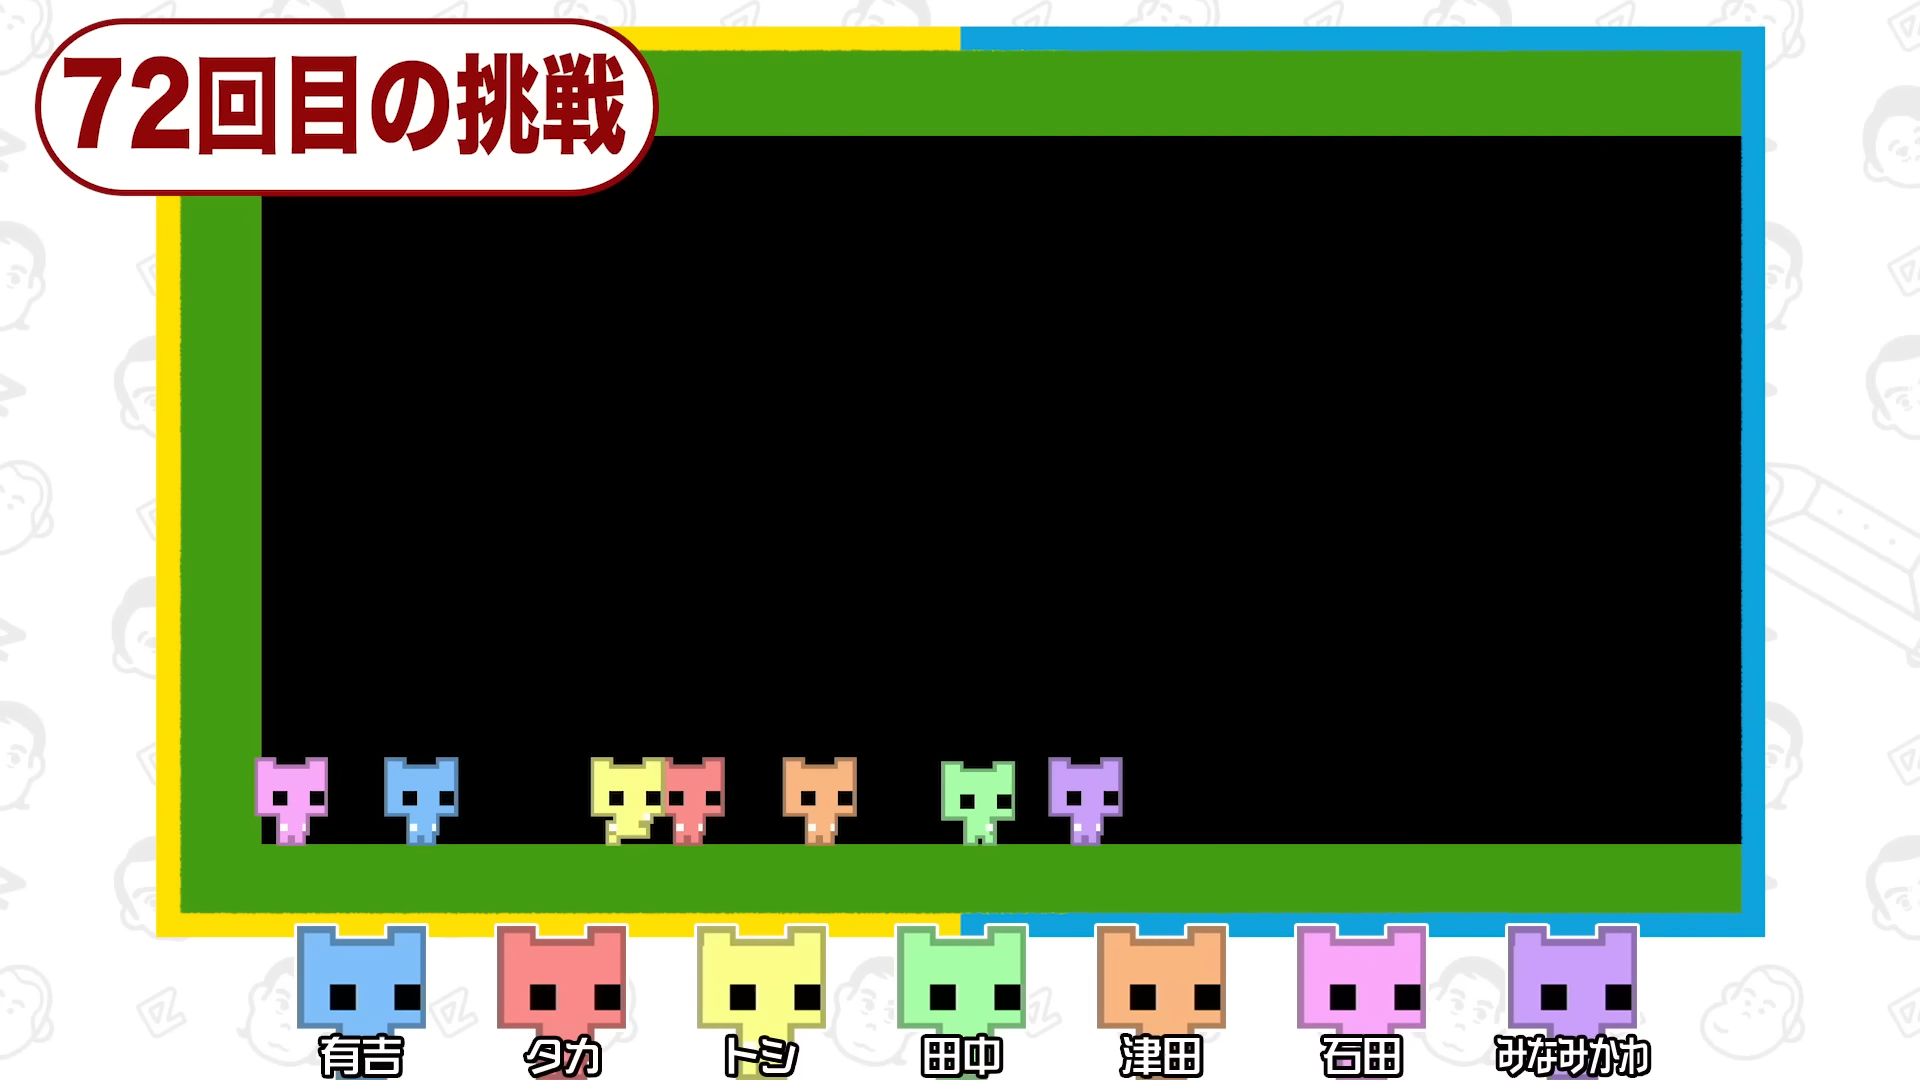 72回目の挑戦
有吉
タカ
トシ
田中
津田
石田
みなみかわ